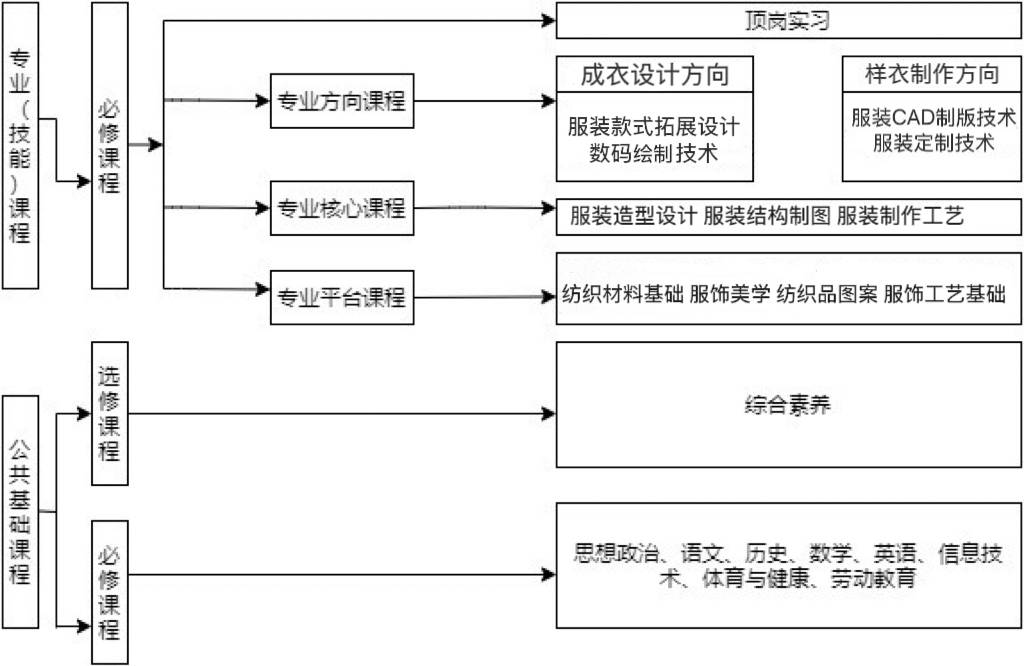 专业（技能）课程
必修课程
顶岗实习
专业方向课程
成衣设计方向
服装款式拓展设计
数码绘制技术
样衣制作方向
服装CAD制版技术
服装定制技术
专业核心课程
服装造型设计 服装结构制图 服装制作工艺
专业平台课程
纺织材料基础 服饰美学 纺织品图案 服饰工艺基础
公共基础课程
选修课程
综合素养
必修课程
思想政治、语文、历史、数学、英语、信息技
术、体育与健康、劳动教育